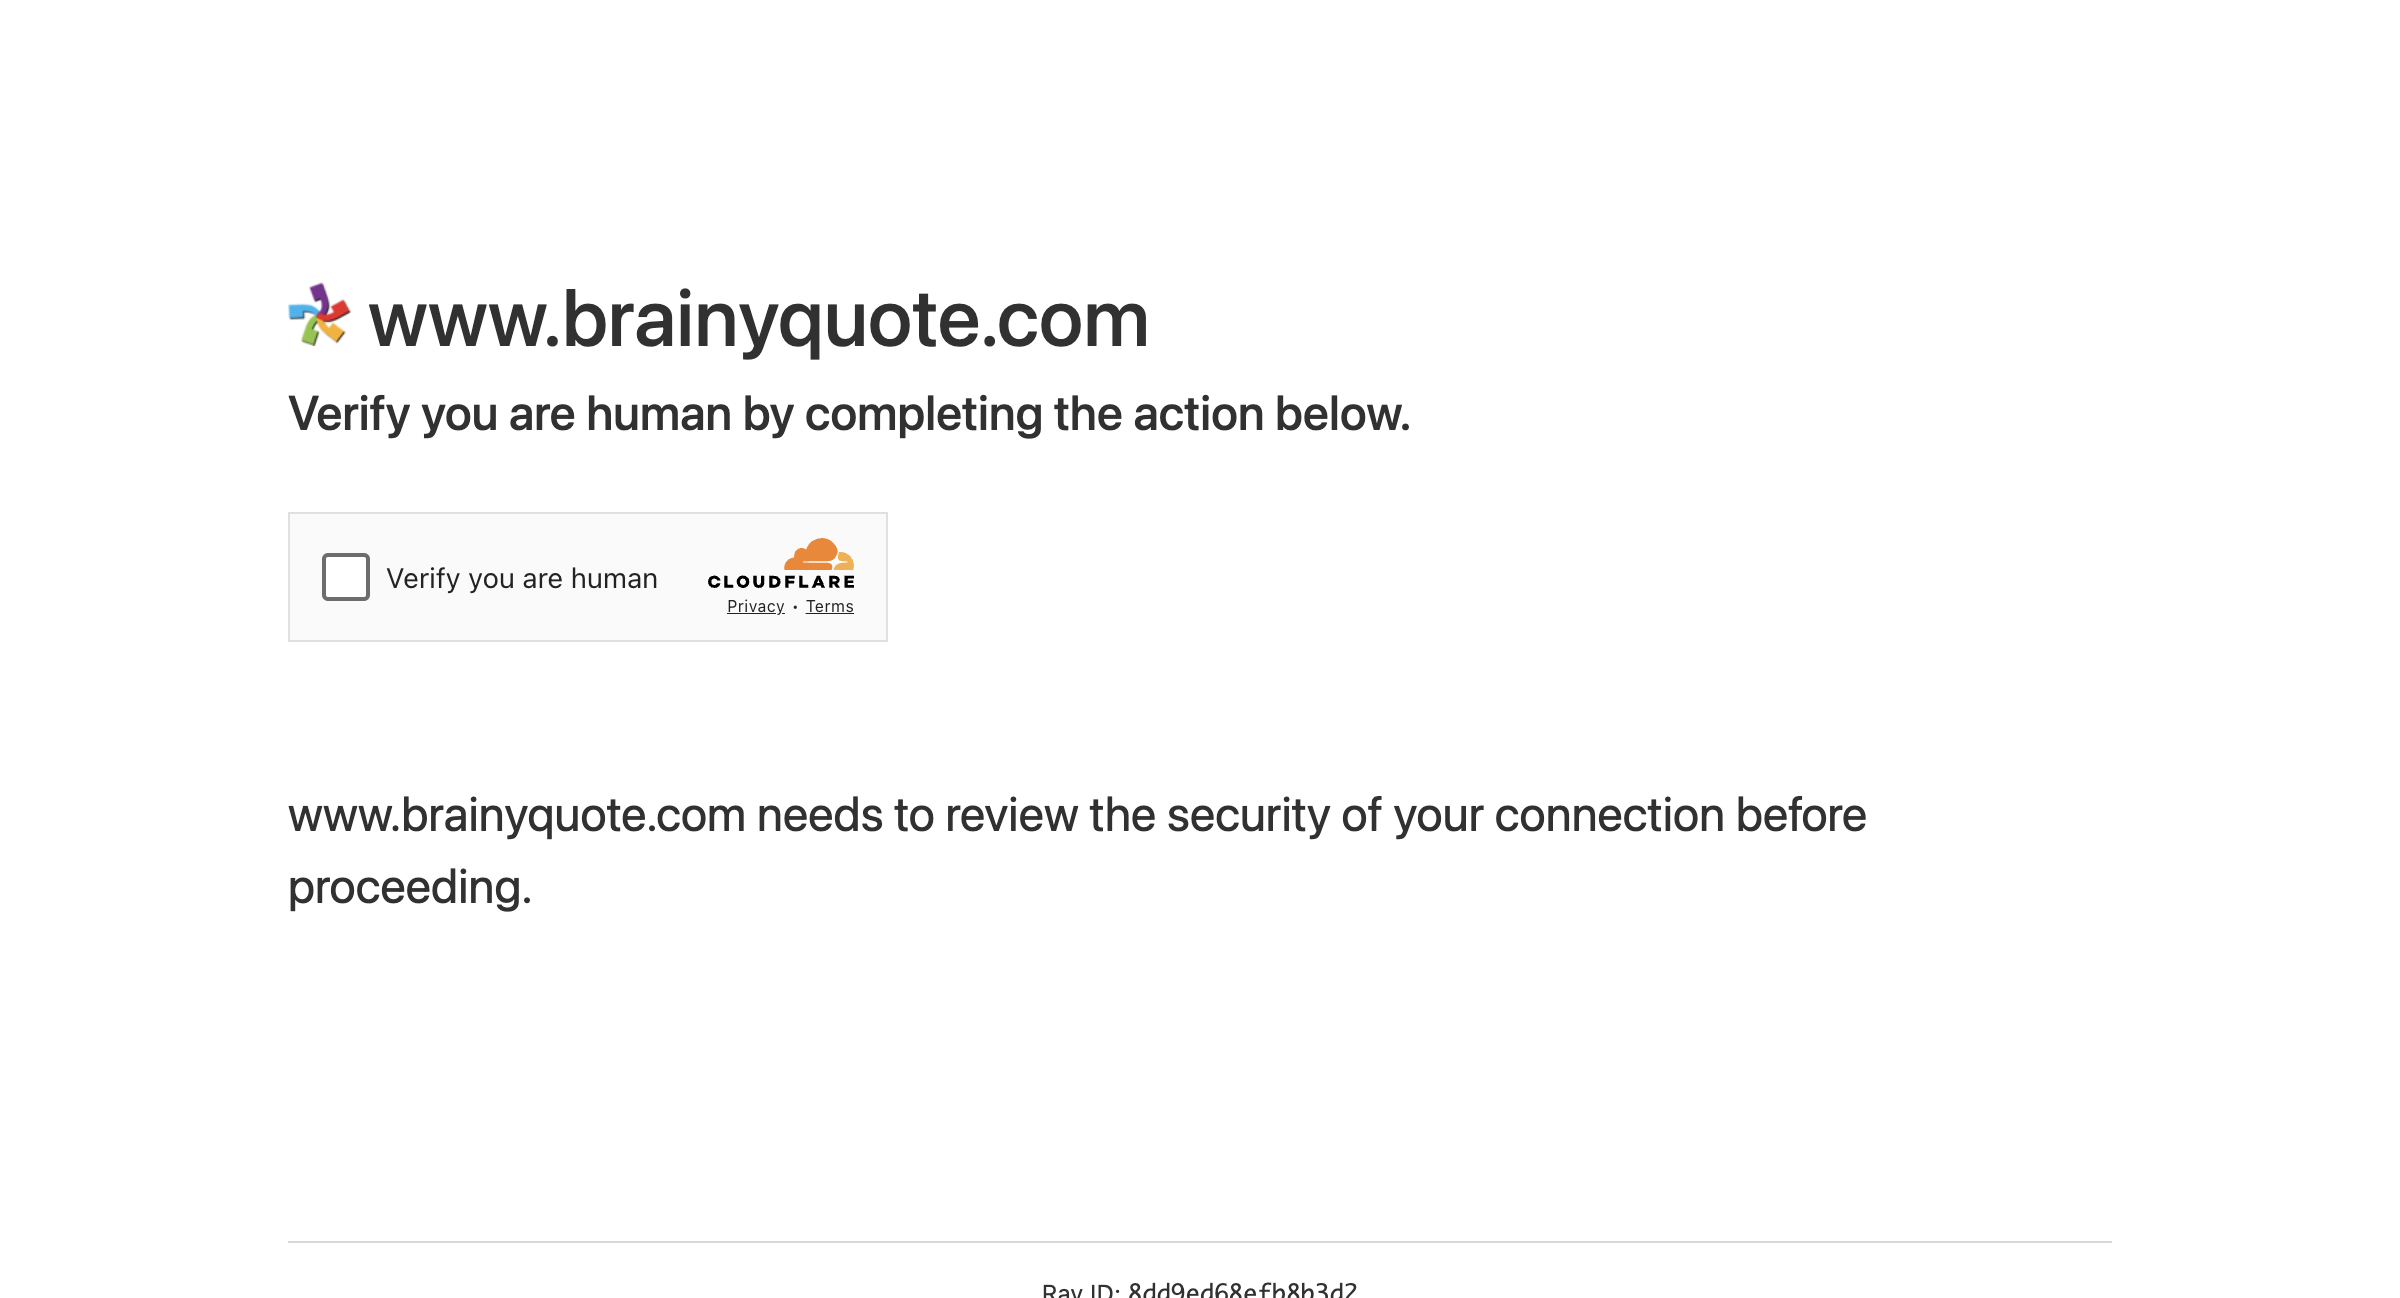 www.brainyquote.com
Verify you are human by completing the action below.
Verify you are human
CLOUDFLARE
Privacy • Terms
www.brainyquote.com needs to review the security of your connection before
proceeding.
Ray ID: 8dd9ed68efb8b3d2